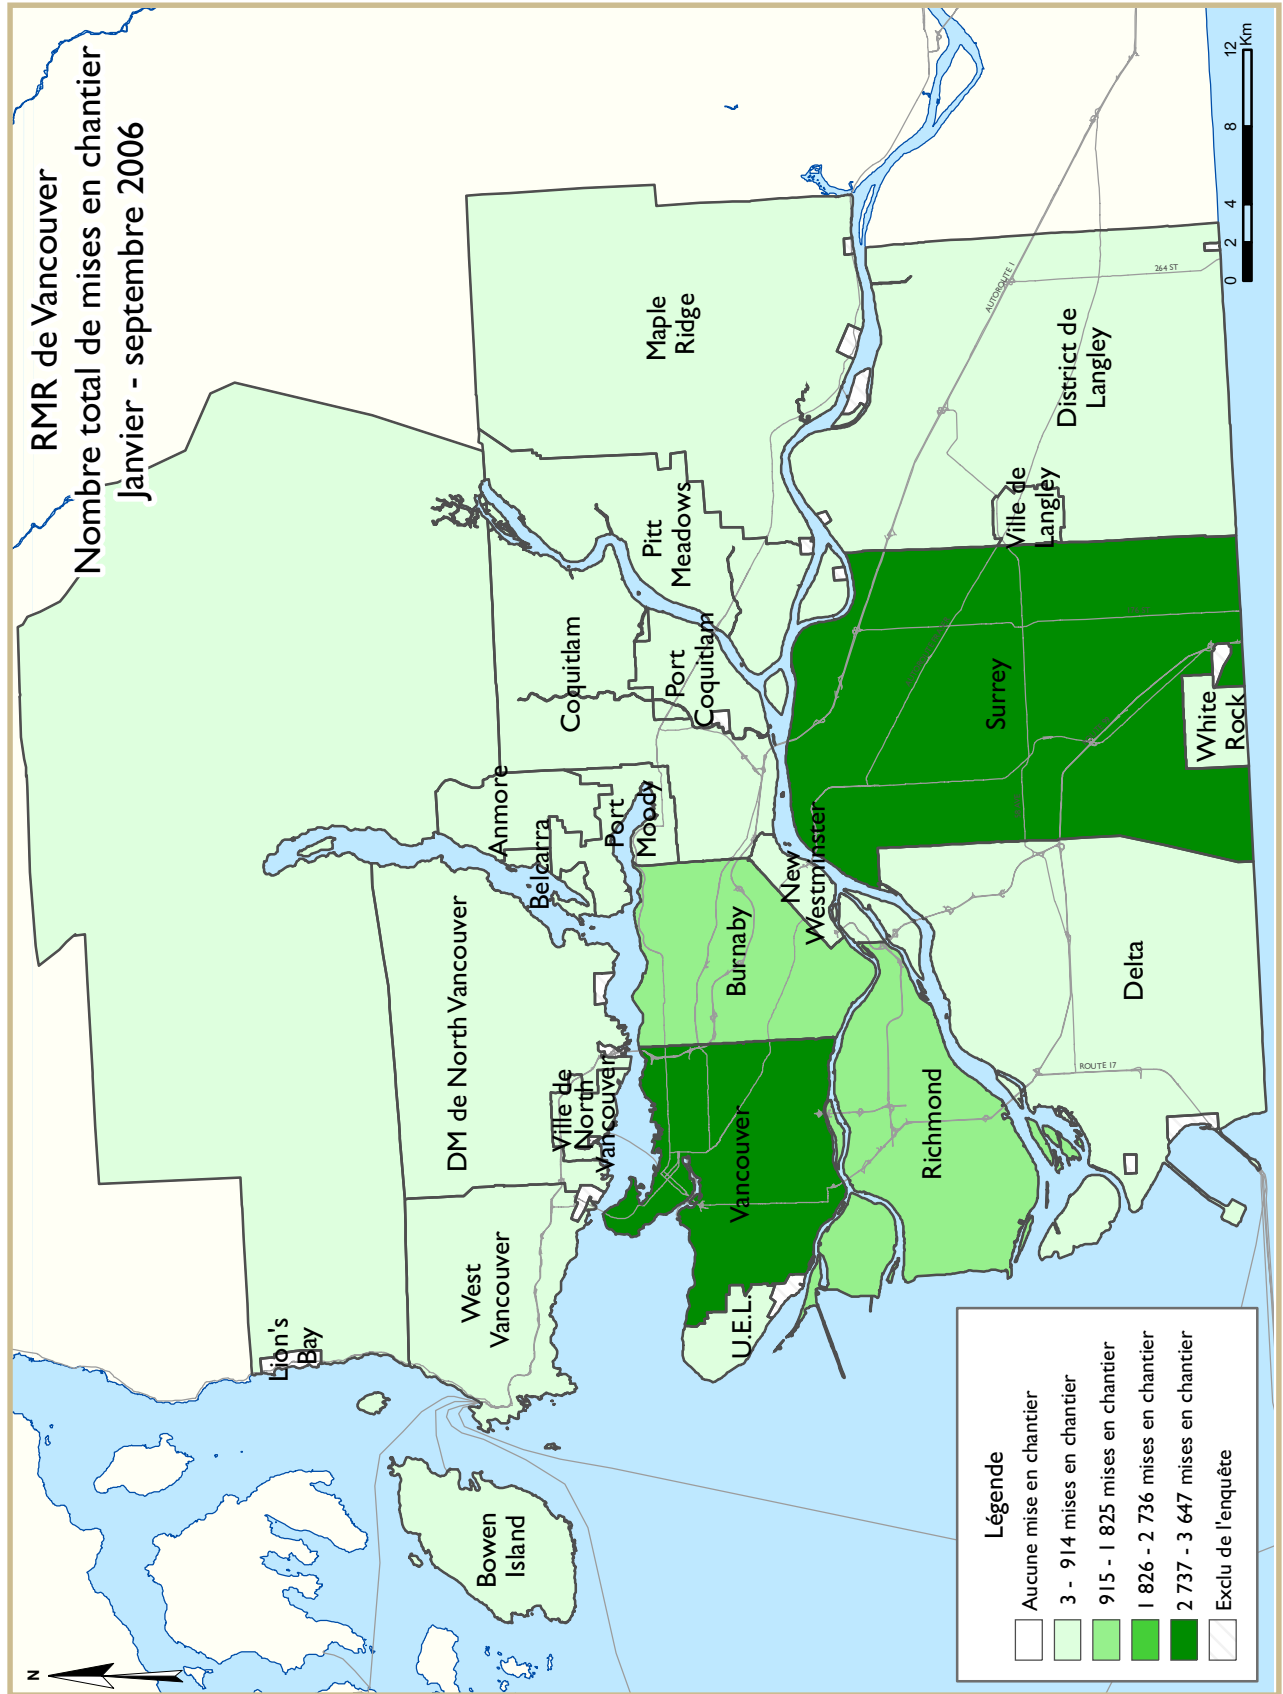 RMR de Vancouver
Nombre total de mises en chantier
Janvier - septembre 2006
N
Lion's
Bay
Bowen
Island
West
Vancouver
DM de North Vancouver
Ville de
North
Vancouver
Belcarra
Anmore
Port
Moody
Coquitlam
Port
Coquitlam
Pitt
Meadows
Maple
Ridge
U.E.L.
Vancouver
Burnaby
New
Westminster
Richmond
Delta
Surrey
White
Rock
Ville de
Langley
District de
Langley
AUTOROUTE 1
264 ST
ROUTE 17
Légende
Aucune mise en chantier
3 - 914 mises en chantier
915 - 1 825 mises en chantier
1 826 - 2 736 mises en chantier
2 737 - 3 647 mises en chantier
Exclu de l'enquête
0 2 4 8 12
Km